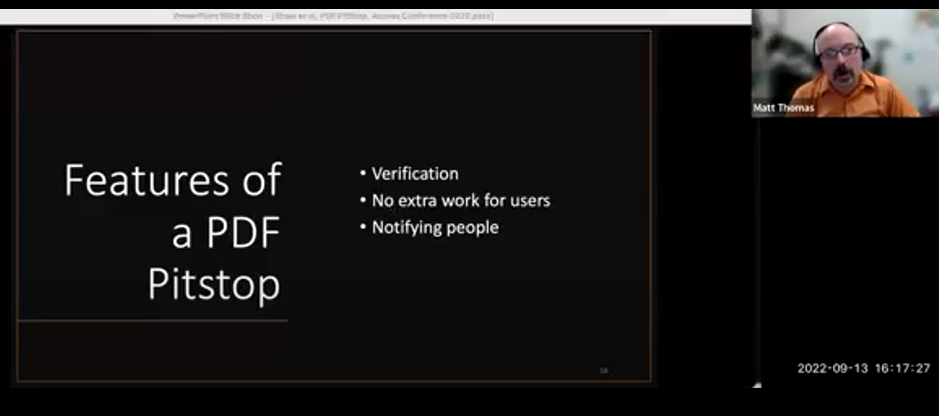 Features of
a PDF
Pitstop
• Verification
• No extra work for users
• Notifying people
Matt Thomas
2022-09-13 16:17:27